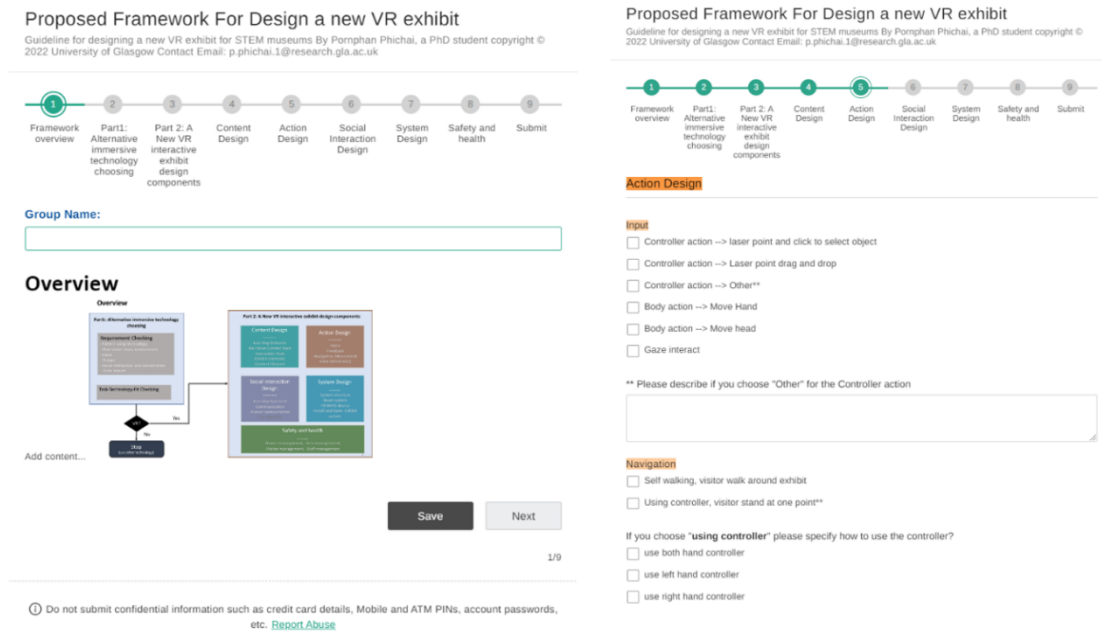 Proposed Framework For Design a new VR exhibit
Guideline for designing a new VR exhibit for STEM museums By Pornphan Phichai, a PhD student copyright ©
2022 University of Glasgow Contact Email: p.phichai.1@research.gla.ac.uk
1
2
3
4
5
6
7
8
9
Framework
overview
Part1:
Alternative
immersive
technology
choosing
Part 2: A
New VR
interactive
exhibit
design
components
Content
Design
Action
Design
Social
Interaction
Design
System
Design
Safety and
health
Submit
Group Name:
Overview
Overview
Part1: Alternative immersive technology
choosing
Requirement Checking
Part 2: A New VR interactive exhibit design components
Content Design
Action Design
Social Interaction
Design
System Design
Safety and health
Yes
Stop
Add content...
Save
Next
1/9
Do not submit confidential information such as credit card details, Mobile and ATM PINs, account passwords,
etc. Report Abuse
Proposed Framework For Design a new VR exhibit
Guideline for designing a new VR exhibit for STEM museums By Pornphan Phichai, a PhD student copyright ©
2022 University of Glasgow Contact Email: p.phichai.1@research.gla.ac.uk
1
2
3
4
5
6
7
8
9
Framework
overview
Part1:
Alternative
immersive
technology
choosing
Part 2: A
New VR
interactive
exhibit
design
components
Content
Design
Action
Design
Social
Interaction
Design
System
Design
Safety and
health
Submit
Action Design
Input
Controller action --> laser point and click to select object
Controller action --> Laser point drag and drop
Controller action --> Other**
Body action --> Move Hand
Body action --> Move head
Gaze interact
** Please describe if you choose "Other" for the Controller action
Navigation
Self walking, visitor walk around exhibit
Using controller, visitor stand at one point**
If you choose "using controller" please specify how to use the controller?
use both hand controller
use left hand controller
use right hand controller